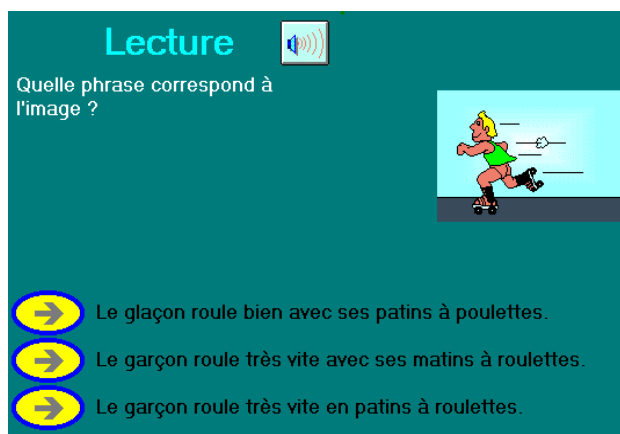 Lecture
Quelle phrase correspond à
l'image ?
Le glaçon roule bien avec ses patins à poulettes.
Le garçon roule très vite avec ses matins à roulettes.
Le garçon roule très vite en patins à roulettes.